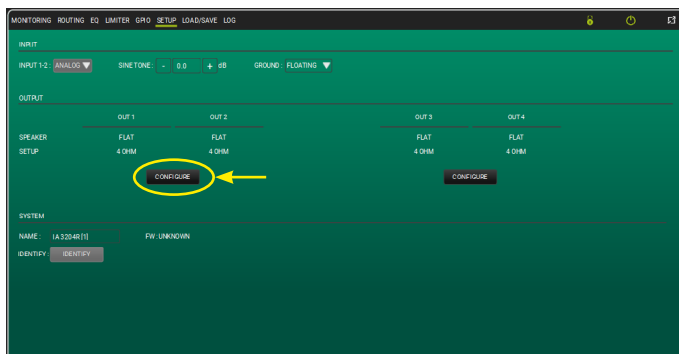 MONITORING ROUTING EQ LIMITER GPIO SETUP LOAD/SAVE LOG
INPUT
INPUT 1-2: ANALOG SINETONE: - 0.0 + dB GROUND: FLOATING
OUTPUT
OUT 1 OUT 2 OUT 3 OUT 4
SPEAKER FLAT FLAT FLAT FLAT
SETUP 4 OHM 4 OHM 4 OHM 4 OHM
CONFIGURE CONFIGURE
SYSTEM
NAME: IA3204R[1] FW:UNKNOWN
IDENTIFY: IDENTIFY